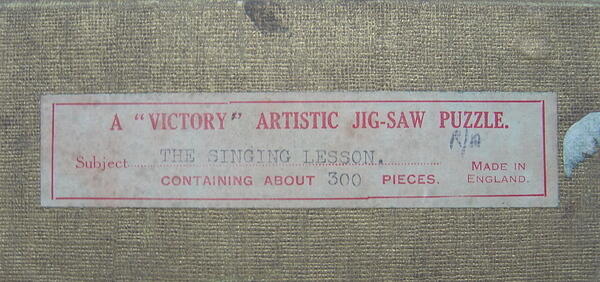 A "VICTORY" ARTISTIC JIG-SAW PUZZLE.
Subject THE SINGING LESSON.
CONTAINING ABOUT 300 PIECES.
MADE IN
ENGLAND.